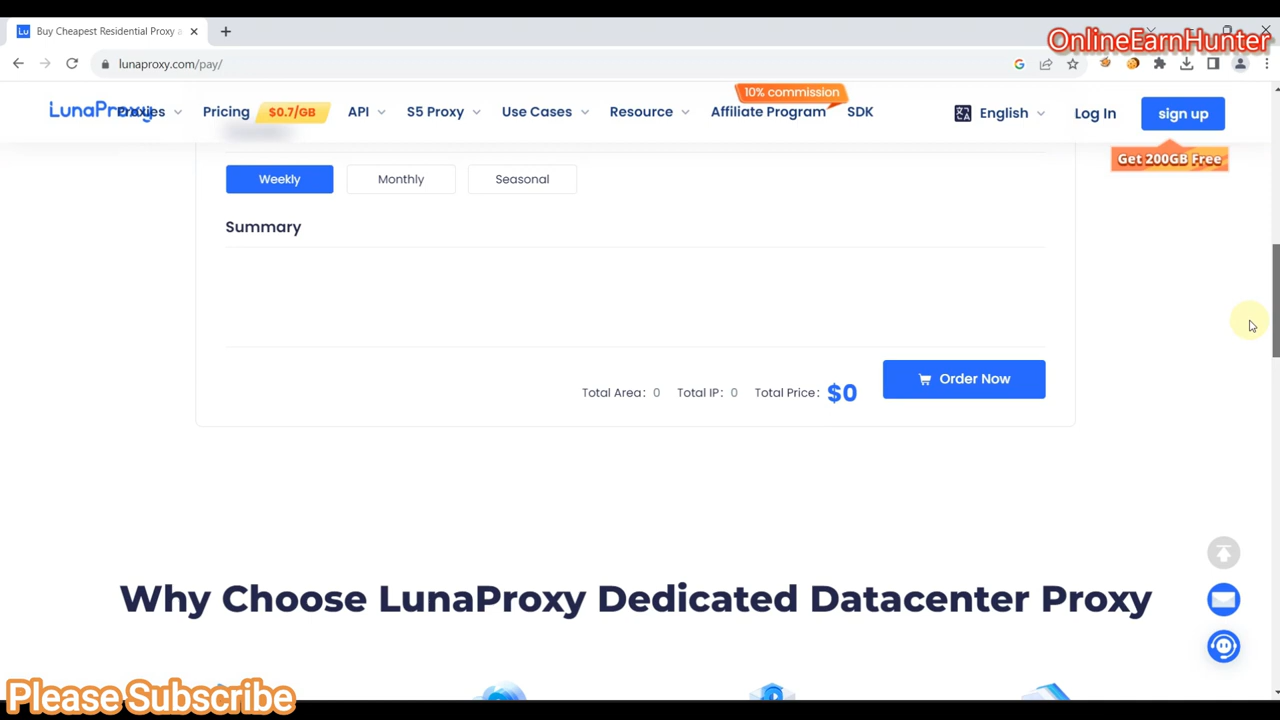 Buy Cheapest Residential Proxy a
OnlineEarnHunter
lunaproxy.com/pay/
10% commission
LunaProxy
Proxies
Pricing
$0.7/GB
API
S5 Proxy
Use Cases
Resource
Affiliate Program
SDK
English
Log In
sign up
Get 200GB Free
Weekly
Monthly
Seasonal
Summary
Total Area: 0 Total IP: 0 Total Price: $0
Order Now
Why Choose LunaProxy Dedicated Datacenter Proxy
Please Subscribe